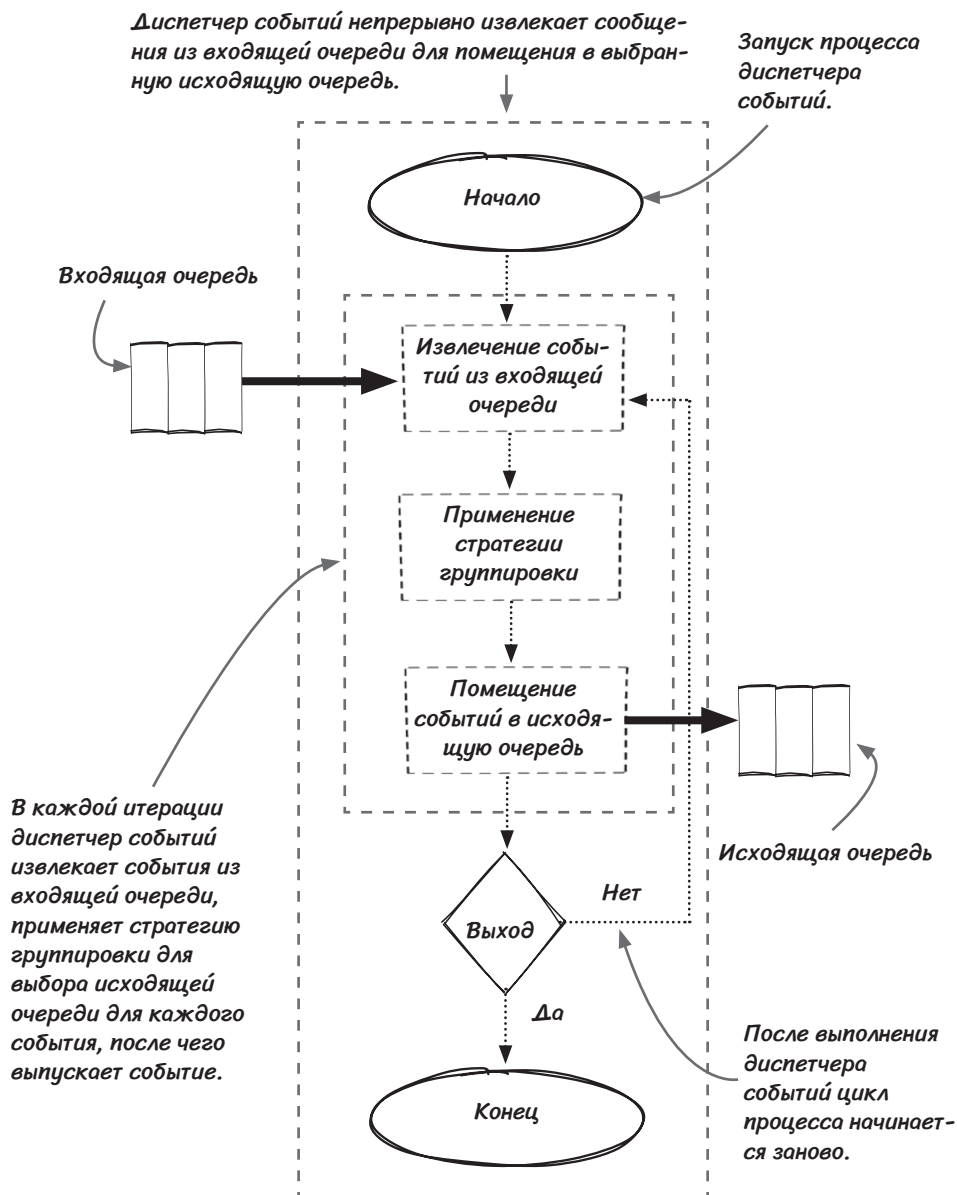 Диспетчер событий непрерывно извлекает сообще-
ния из входящей очереди для помещения в выбран-
ную исходящую очередь.
Запуск процесса
диспетчера
событий.
Начало
Входящая очередь
Извлечение собы-
тий из входящей
очереди
Применение
стратегии
группировки
Помещение
событий в исходя-
щую очередь
В каждой итерации
диспетчер событий
извлекает события из
входящей очереди,
применяет стратегию
группировки для
выбора исходящей
очереди для каждого
события, после чего
выпускает событие.
Исходящая очередь
Нет
Выход
Да
После выполнения
диспетчера
событий цикл
процесса начинает-
ся заново.
Конец